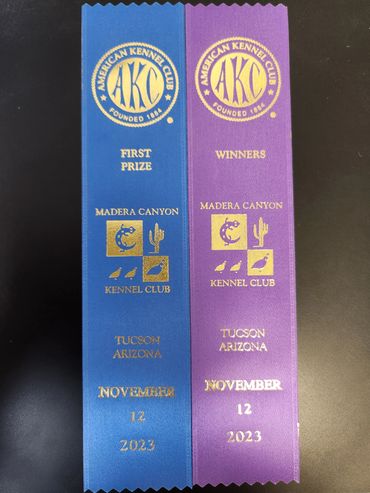 AMERICAN KENNEL CLUB
AKC
FOUNDED 1884
FIRST
PRIZE
MADERA CANYON
KENNEL CLUB
TUCSON
ARIZONA
NOVEMBER
12
2023
AMERICAN KENNEL CLUB
AKC
FOUNDED 1884
WINNERS
MADERA CANYON
KENNEL CLUB
TUCSON
ARIZONA
NOVEMBER
12
2023